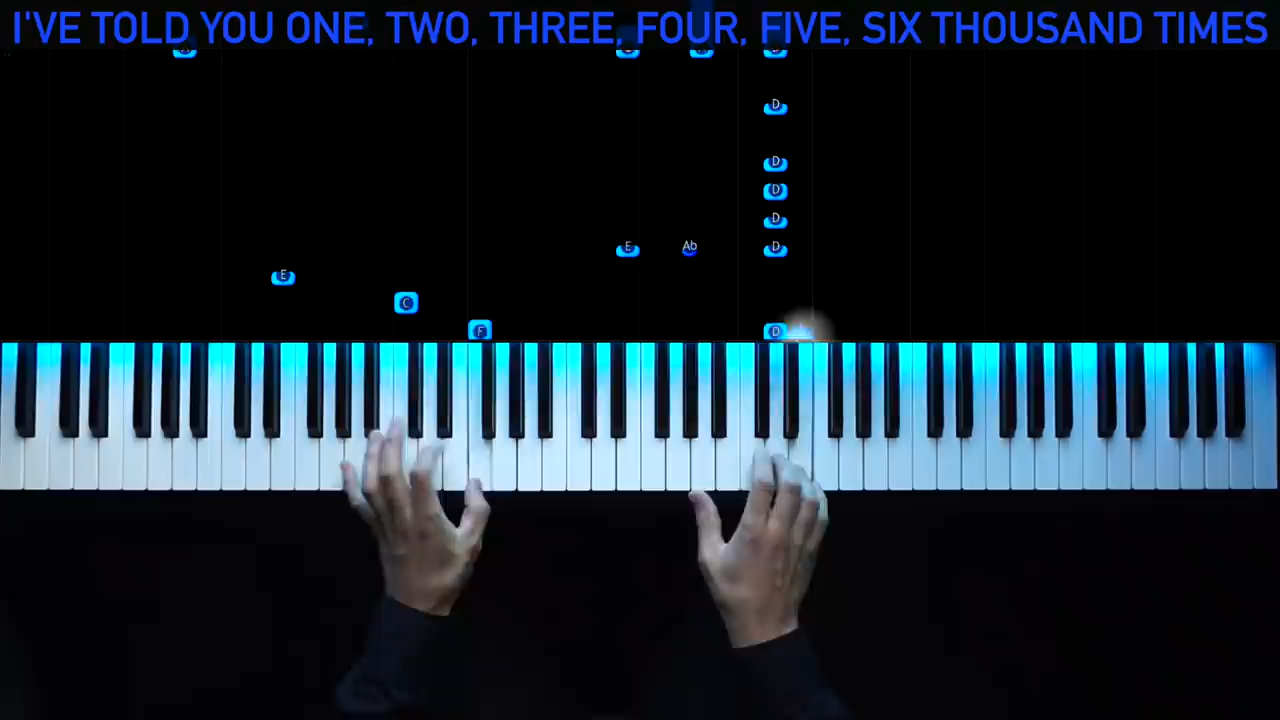 I'VE TOLD YOU ONE, TWO, THREE, FOUR, FIVE, SIX THOUSAND TIMES
D
D
D
D
E Ab D
E
C
F D